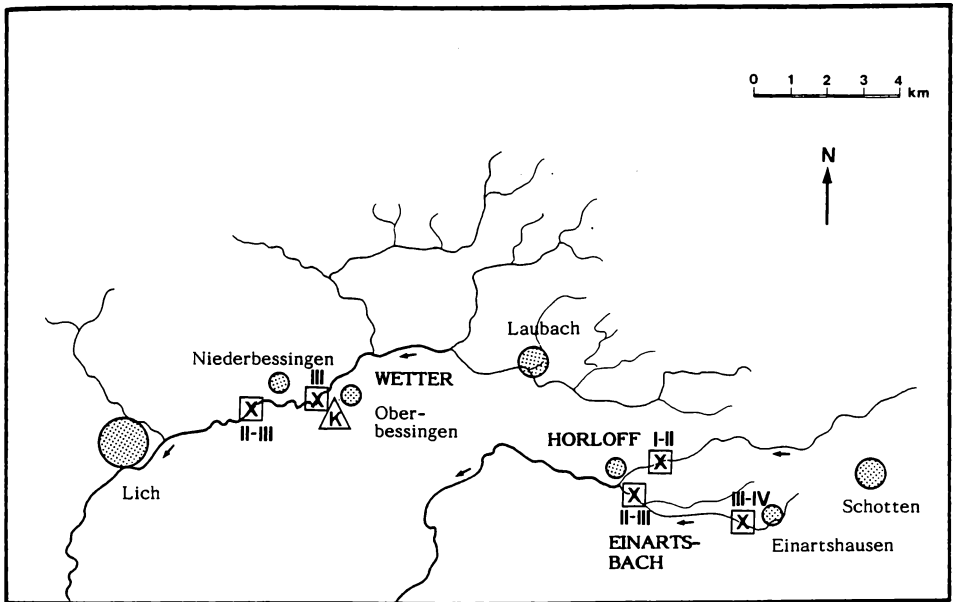 0 1 2 3 4
km
N
Laubach
Niederbessingen
III
WETTER
K
X
X
Ober-
bessingen
II-III
HORLOFF
I-II
X
Lich
X
III-IV
II-III
X
Schotten
EINARTS-
BACH
Einartshausen